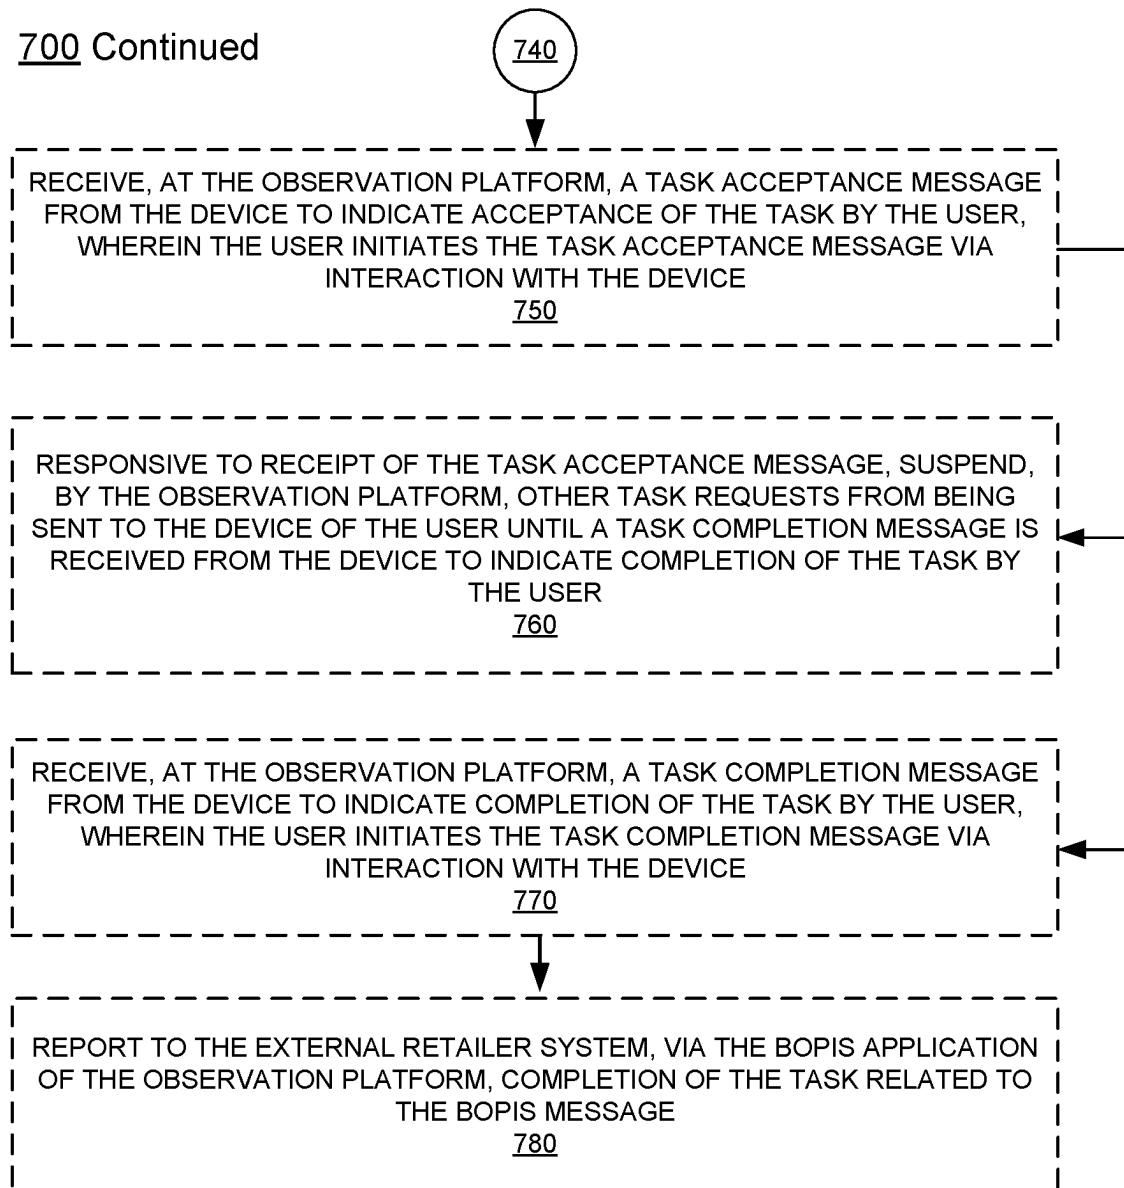 700 Continued
740
RECEIVE, AT THE OBSERVATION PLATFORM, A TASK ACCEPTANCE MESSAGE
FROM THE DEVICE TO INDICATE ACCEPTANCE OF THE TASK BY THE USER,
WHEREIN THE USER INITIATES THE TASK ACCEPTANCE MESSAGE VIA
INTERACTION WITH THE DEVICE
750
RESPONSIVE TO RECEIPT OF THE TASK ACCEPTANCE MESSAGE, SUSPEND,
BY THE OBSERVATION PLATFORM, OTHER TASK REQUESTS FROM BEING
SENT TO THE DEVICE OF THE USER UNTIL A TASK COMPLETION MESSAGE IS
RECEIVED FROM THE DEVICE TO INDICATE COMPLETION OF THE TASK BY
THE USER
760
RECEIVE, AT THE OBSERVATION PLATFORM, A TASK COMPLETION MESSAGE
FROM THE DEVICE TO INDICATE COMPLETION OF THE TASK BY THE USER,
WHEREIN THE USER INITIATES THE TASK COMPLETION MESSAGE VIA
INTERACTION WITH THE DEVICE
770
REPORT TO THE EXTERNAL RETAILER SYSTEM, VIA THE BOPIS APPLICATION
OF THE OBSERVATION PLATFORM, COMPLETION OF THE TASK RELATED TO
THE BOPIS MESSAGE
780